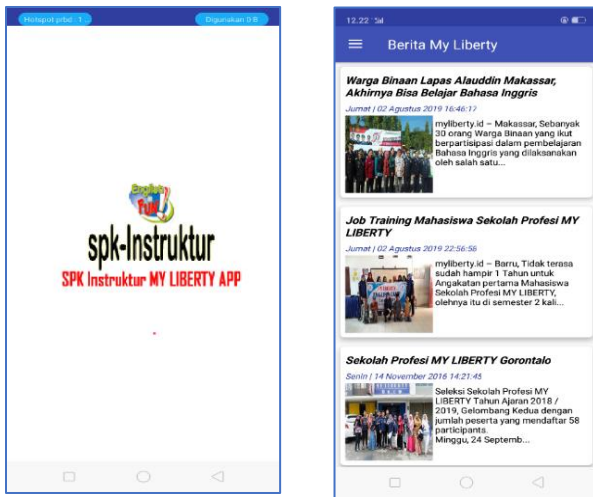 Hotspot prbd : 1 ...
Digunakan 0 B
English
Fun!!
spk-Instruktur
SPK Instruktur MY LIBERTY APP
12.22
Berita My Liberty
Warga Binaan Lapas Alauddin Makassar,
Akhirnya Bisa Belajar Bahasa Inggris
Jumat | 02 Agustus 2019 16:46:17
myliberty.id – Makassar, Sebanyak
30 orang Warga Binaan yang ikut
berpartisipasi dalam pembelajaran
Bahasa Inggris yang dilaksanakan
oleh salah satu...
Job Training Mahasiswa Sekolah Profesi MY
LIBERTY
Jumat | 02 Agustus 2019 22:56:56
myliberty.id – Barru, Tidak terasa
sudah hampir 1 Tahun untuk
Angakatan pertama Mahasiswa
Sekolah Profesi MY LIBERTY,
olehnya itu di semester 2 kali...
Sekolah Profesi MY LIBERTY Gorontalo
Senin | 14 November 2016 14:21:45
Seleksi Sekolah Profesi MY
LIBERTY Tahun Ajaran 2018 /
2019, Gelombang Kedua dengan
jumlah peserta yang mendaftar 58
participants.
Minggu, 24 Septemb...